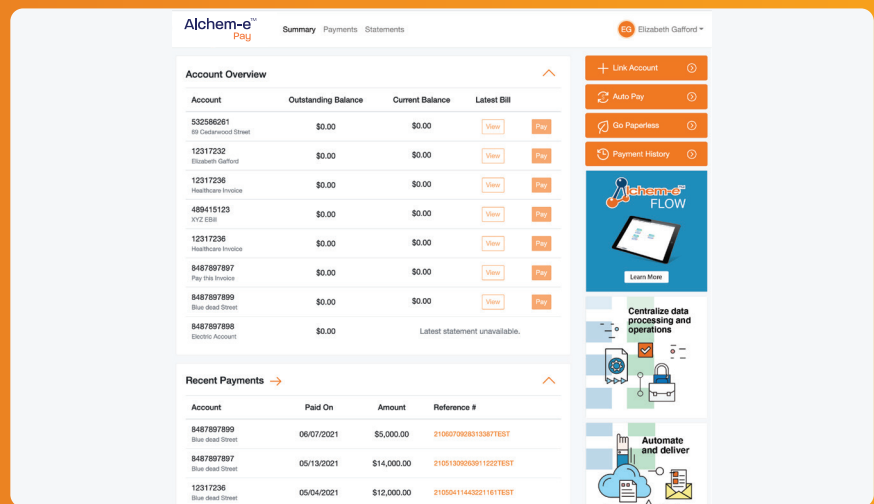 Alchem-e™
Pay
Summary Payments Statements
EG Elizabeth Gafford
Account Overview
Account Outstanding Balance Current Balance Latest Bill
532586261
69 Cedarwood Street
$0.00 $0.00 View Pay
12317232
Elizabeth Gafford
$0.00 $0.00 View Pay
12317236
Healthcare Invoice
$0.00 $0.00 View Pay
489415123
XYZ EBill
$0.00 $0.00 View Pay
12317236
Healthcare Invoice
$0.00 $0.00 View Pay
8487897897
Pay this Invoice
$0.00 $0.00 View Pay
8487897899
Blue dead Street
$0.00 $0.00 View Pay
8487897898
Electric Account
$0.00 Latest statement unavailable.
Recent Payments
Account Paid On Amount Reference #
8487897899
Blue dead Street
06/07/2021 $5,000.00 2106070928313387TEST
8487897897
Blue dead Street
05/13/2021 $14,000.00 21051309263911222TEST
12317236
Blue dead Street
05/04/2021 $12,000.00 21050411443221161TEST
Link Account
Auto Pay
Go Paperless
Payment History
Alchem-e™
FLOW
Learn More
Centralize data
processing and
operations
Automate
and deliver